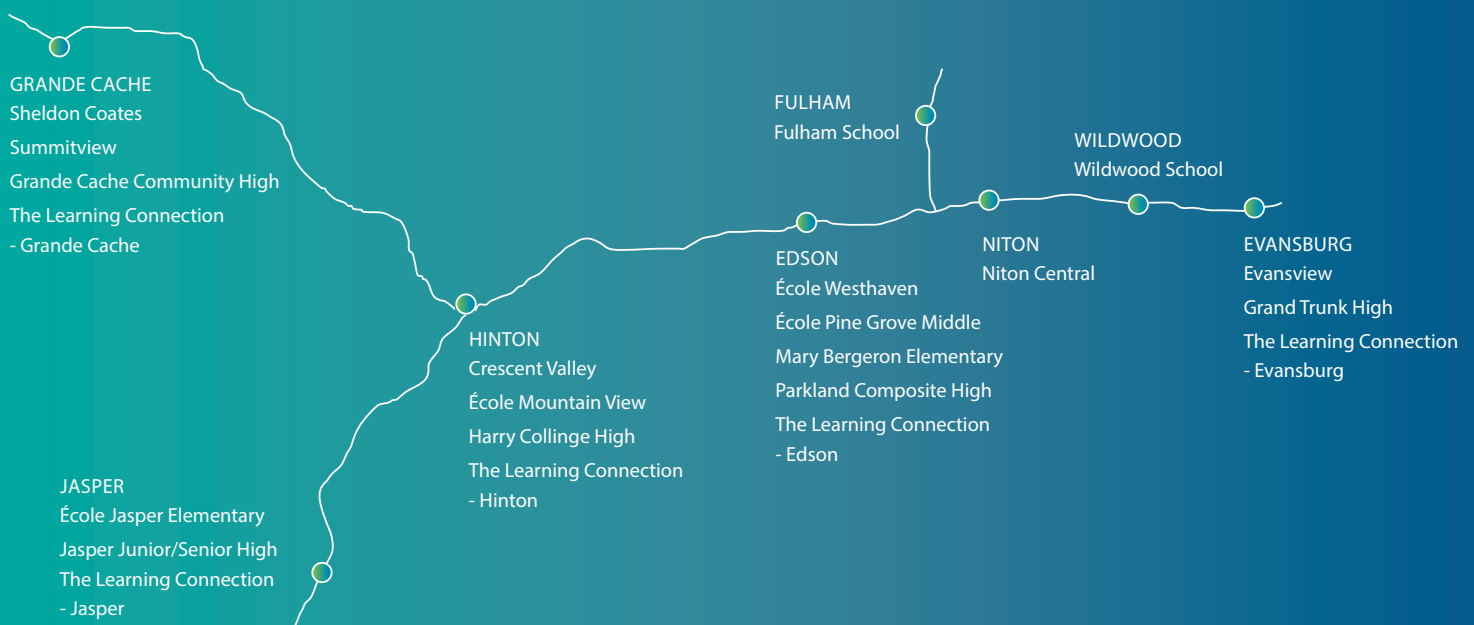 GRANDE CACHE
Sheldon Coates
Summitview
Grande Cache Community High
The Learning Connection
- Grande Cache
JASPER
École Jasper Elementary
Jasper Junior/Senior High
The Learning Connection
- Jasper
HINTON
Crescent Valley
École Mountain View
Harry Collinge High
The Learning Connection
- Hinton
FULHAM
Fulham School
EDSON
École Westhaven
École Pine Grove Middle
Mary Bergeron Elementary
Parkland Composite High
The Learning Connection
- Edson
NITON
Niton Central
WILDWOOD
Wildwood School
EVANSBURG
Evansview
Grand Trunk High
The Learning Connection
- Evansburg